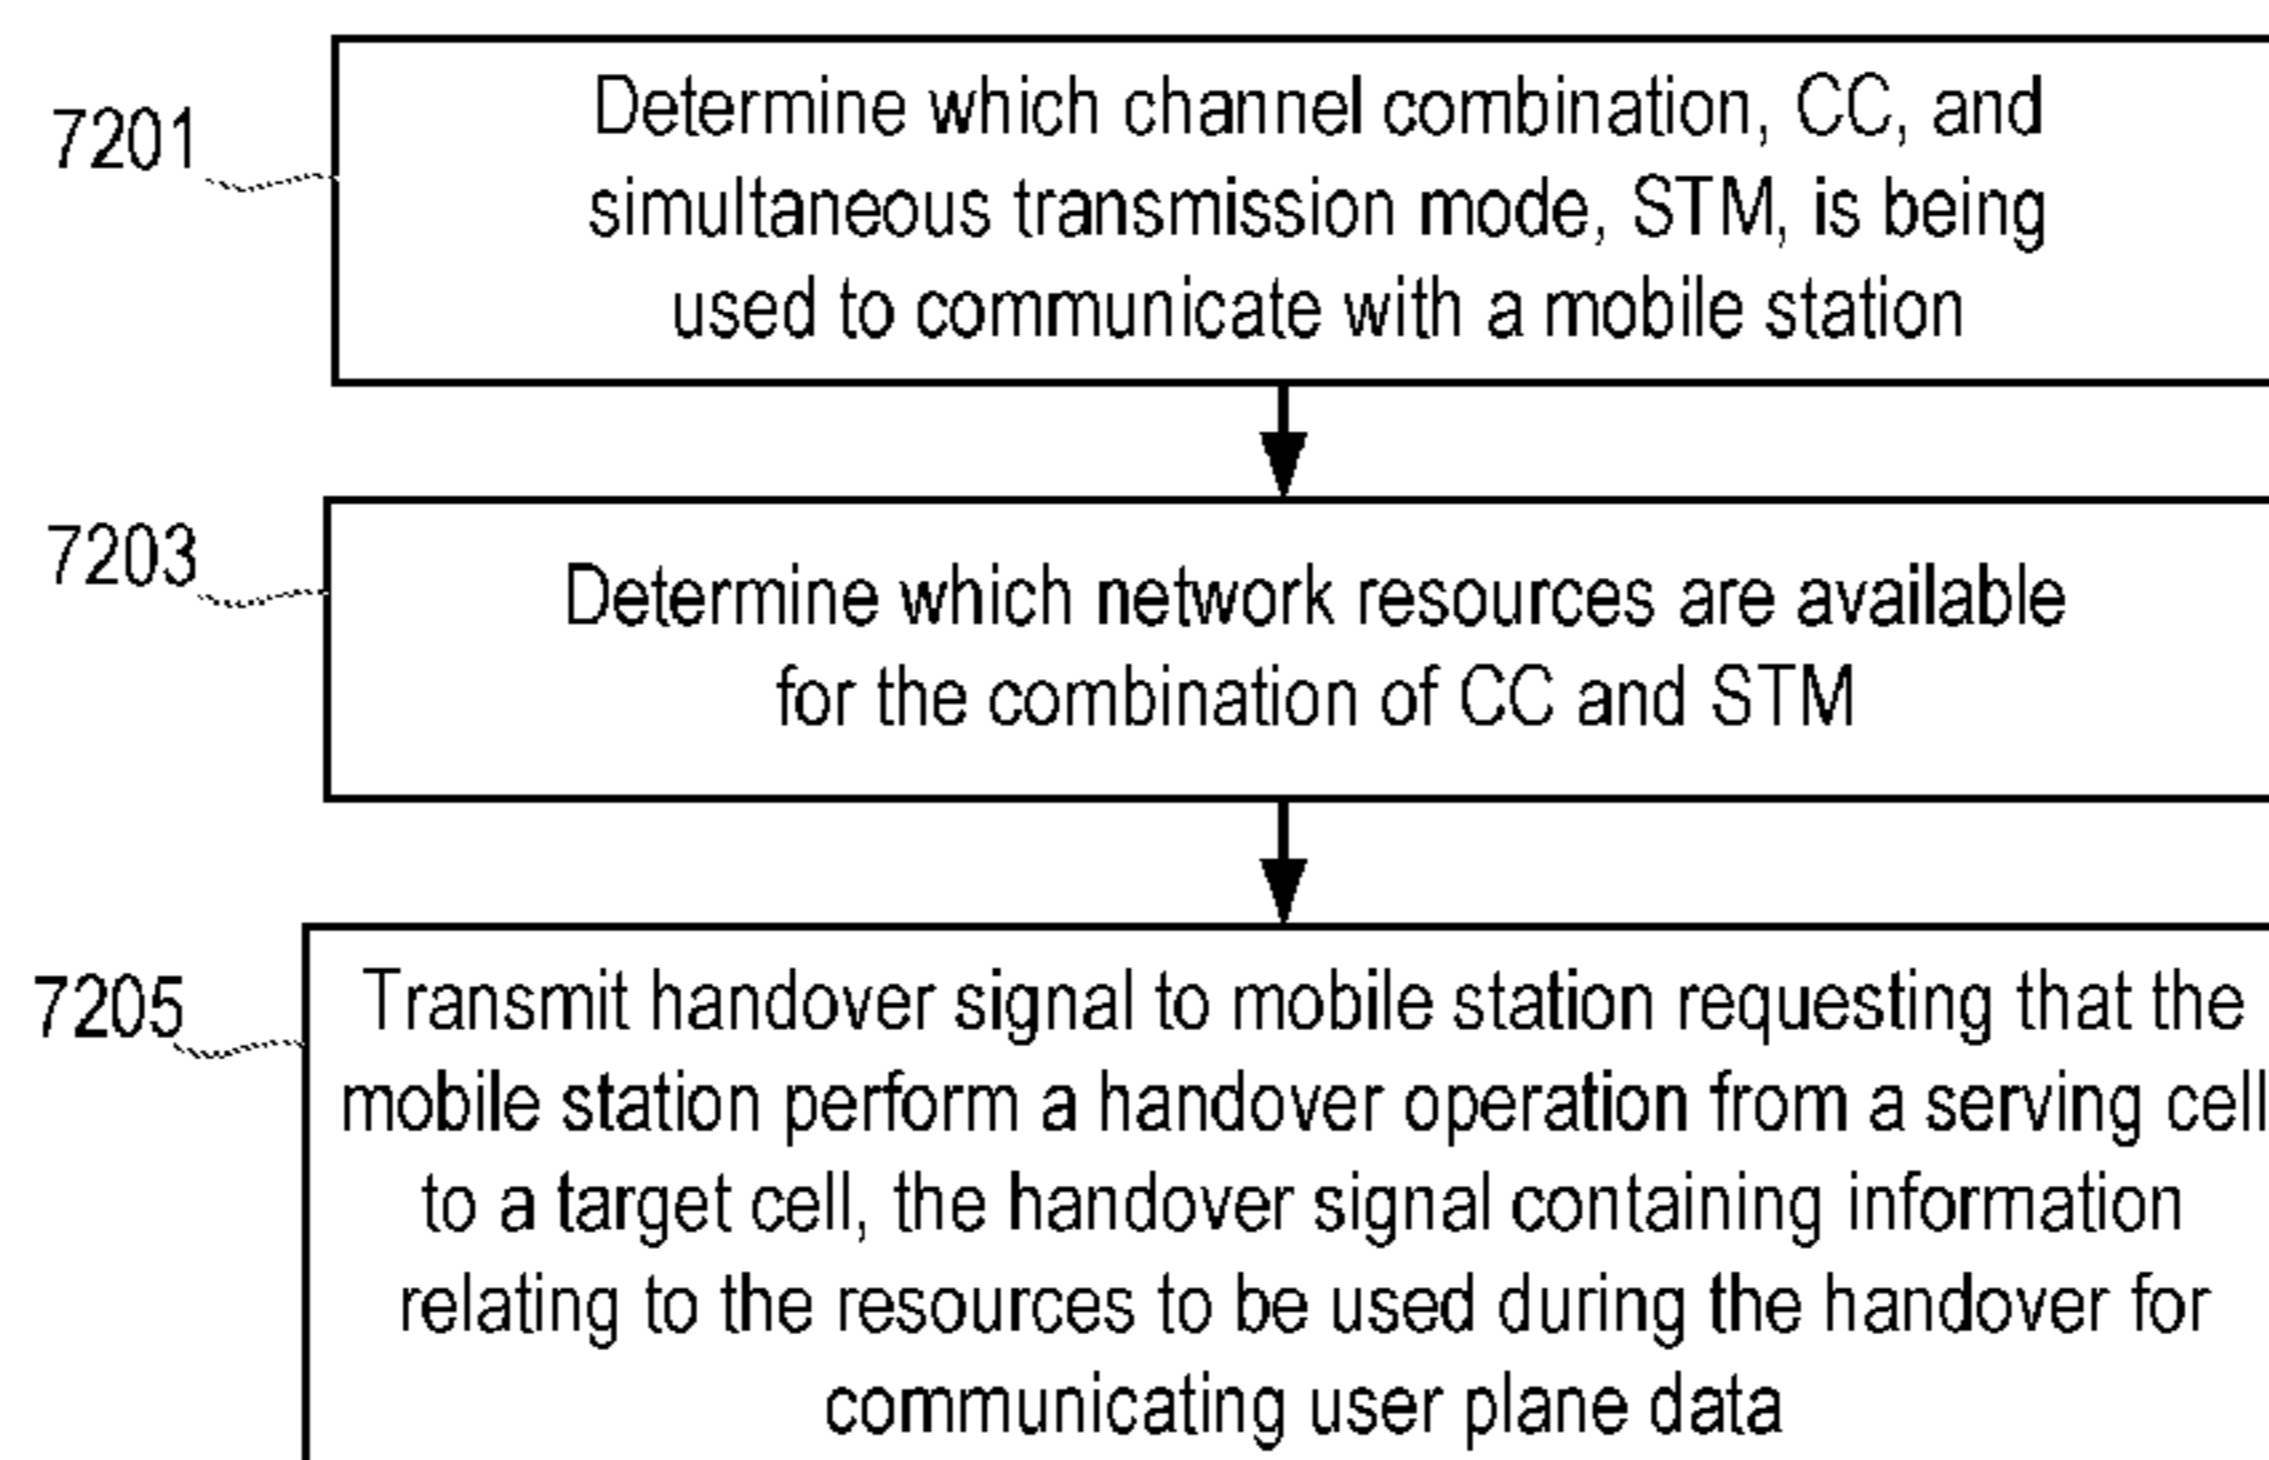 7201
Determine which channel combination, CC, and
simultaneous transmission mode, STM, is being
used to communicate with a mobile station
7203
Determine which network resources are available
for the combination of CC and STM
7205
Transmit handover signal to mobile station requesting that the
mobile station perform a handover operation from a serving cell
to a target cell, the handover signal containing information
relating to the resources to be used during the handover for
communicating user plane data